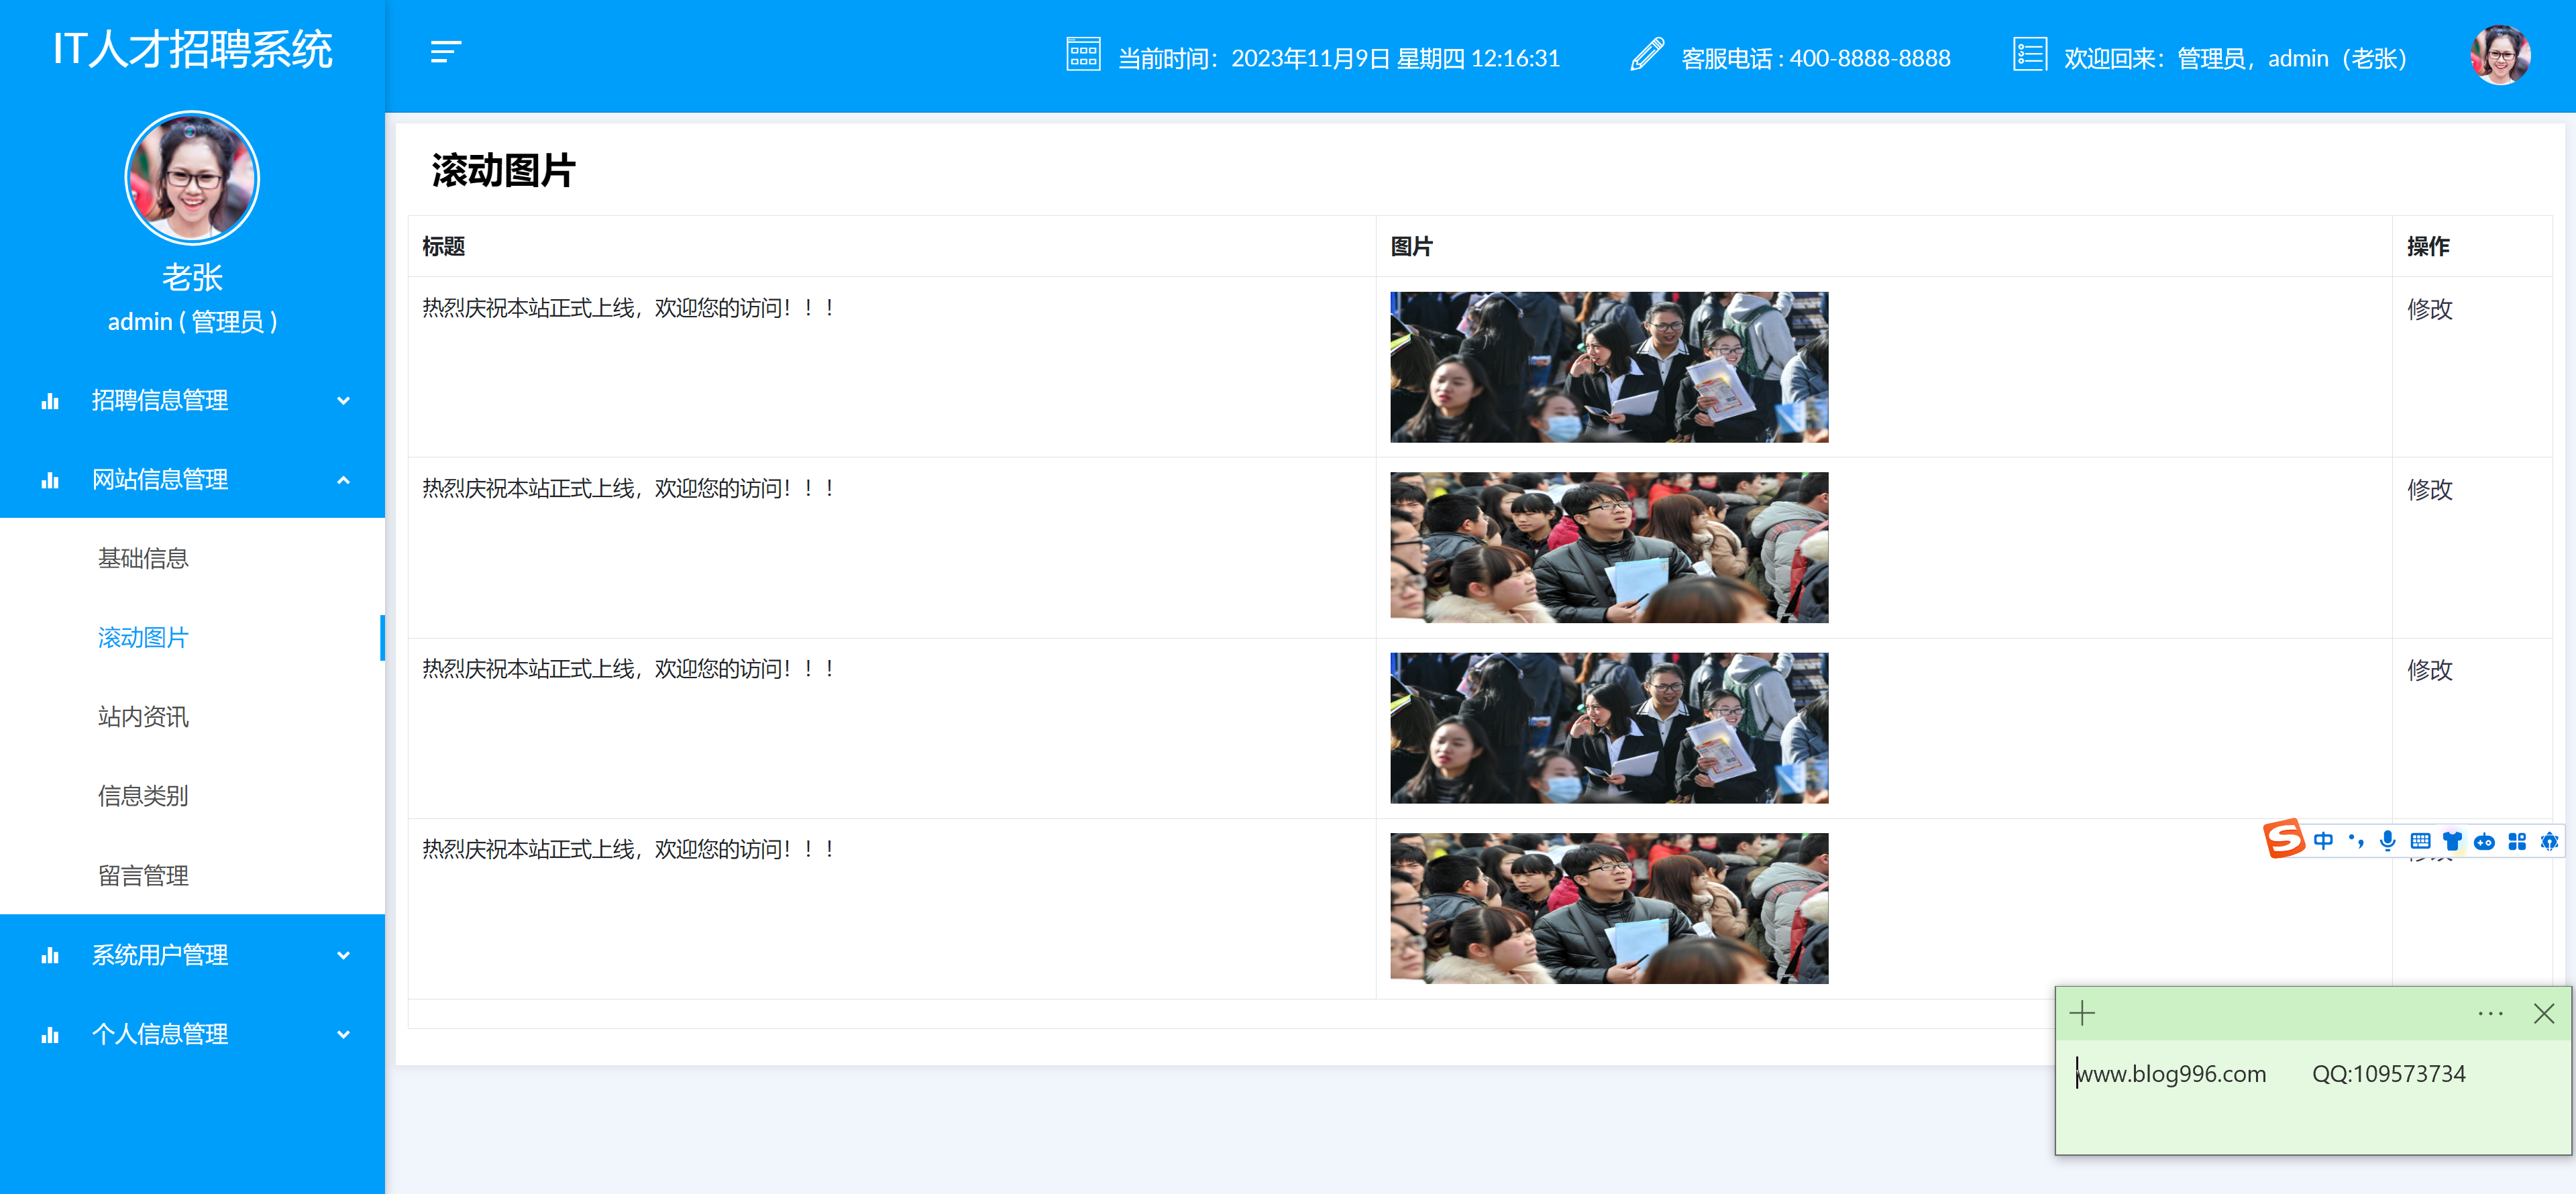 IT人才招聘系统
当前时间：2023年11月9日 星期四 12:16:31
客服电话 : 400-8888-8888
欢迎回来：管理员，admin（老张）
老张
admin ( 管理员 )
招聘信息管理
网站信息管理
基础信息
滚动图片
站内资讯
信息类别
留言管理
系统用户管理
个人信息管理
滚动图片
标题 图片 操作
热烈庆祝本站正式上线，欢迎您的访问！！！ 修改
热烈庆祝本站正式上线，欢迎您的访问！！！ 修改
热烈庆祝本站正式上线，欢迎您的访问！！！ 修改
热烈庆祝本站正式上线，欢迎您的访问！！！
中
www.blog996.com QQ:109573734